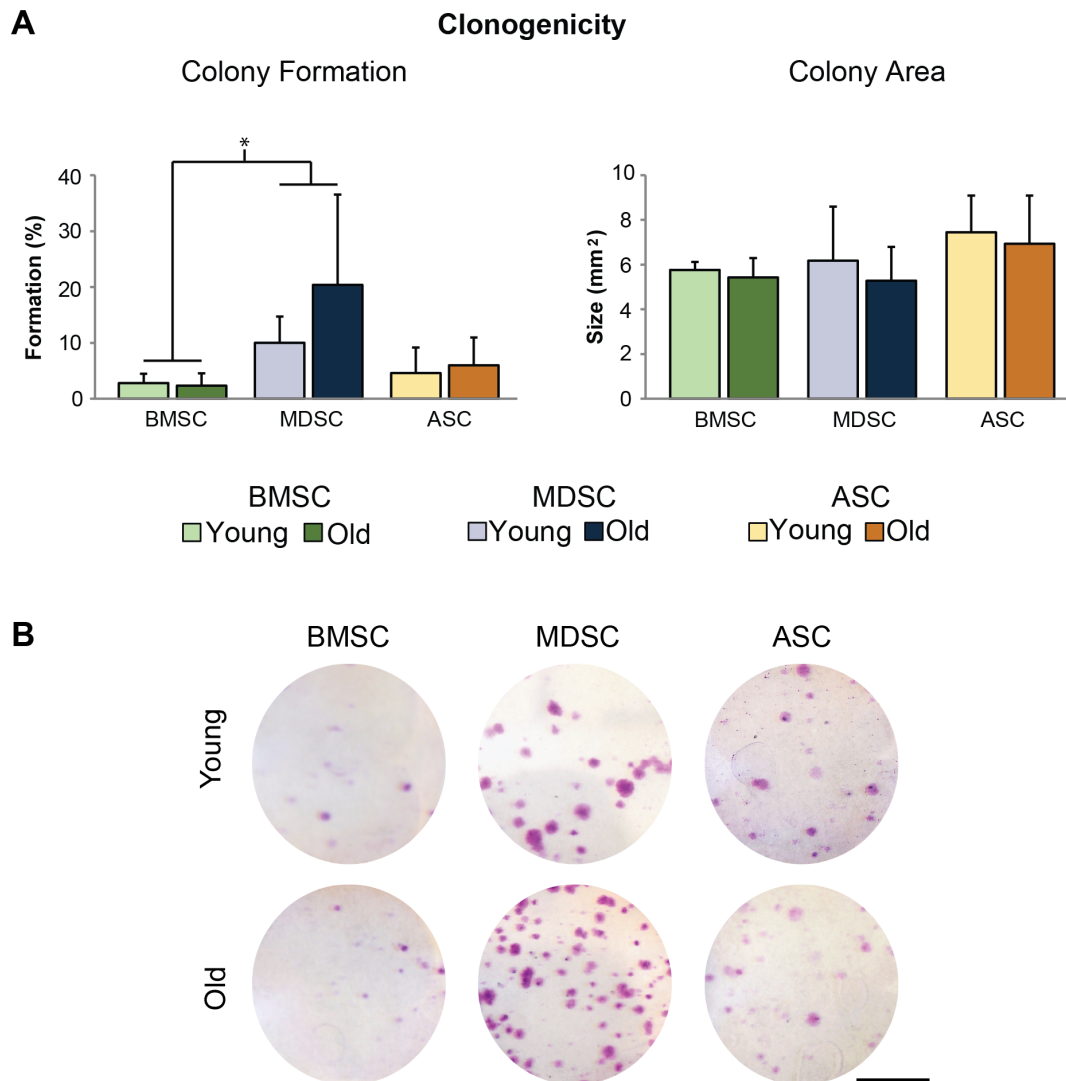 A
Clonogenicity
Colony Formation
Colony Area
*
40
30
20
10
0
Formation (%)
BMSC MDSC ASC
10
8
6
4
2
0
Size (mm²)
BMSC MDSC ASC
BMSC MDSC ASC
Young Old Young Old Young Old
B
BMSC MDSC ASC
Young
Old